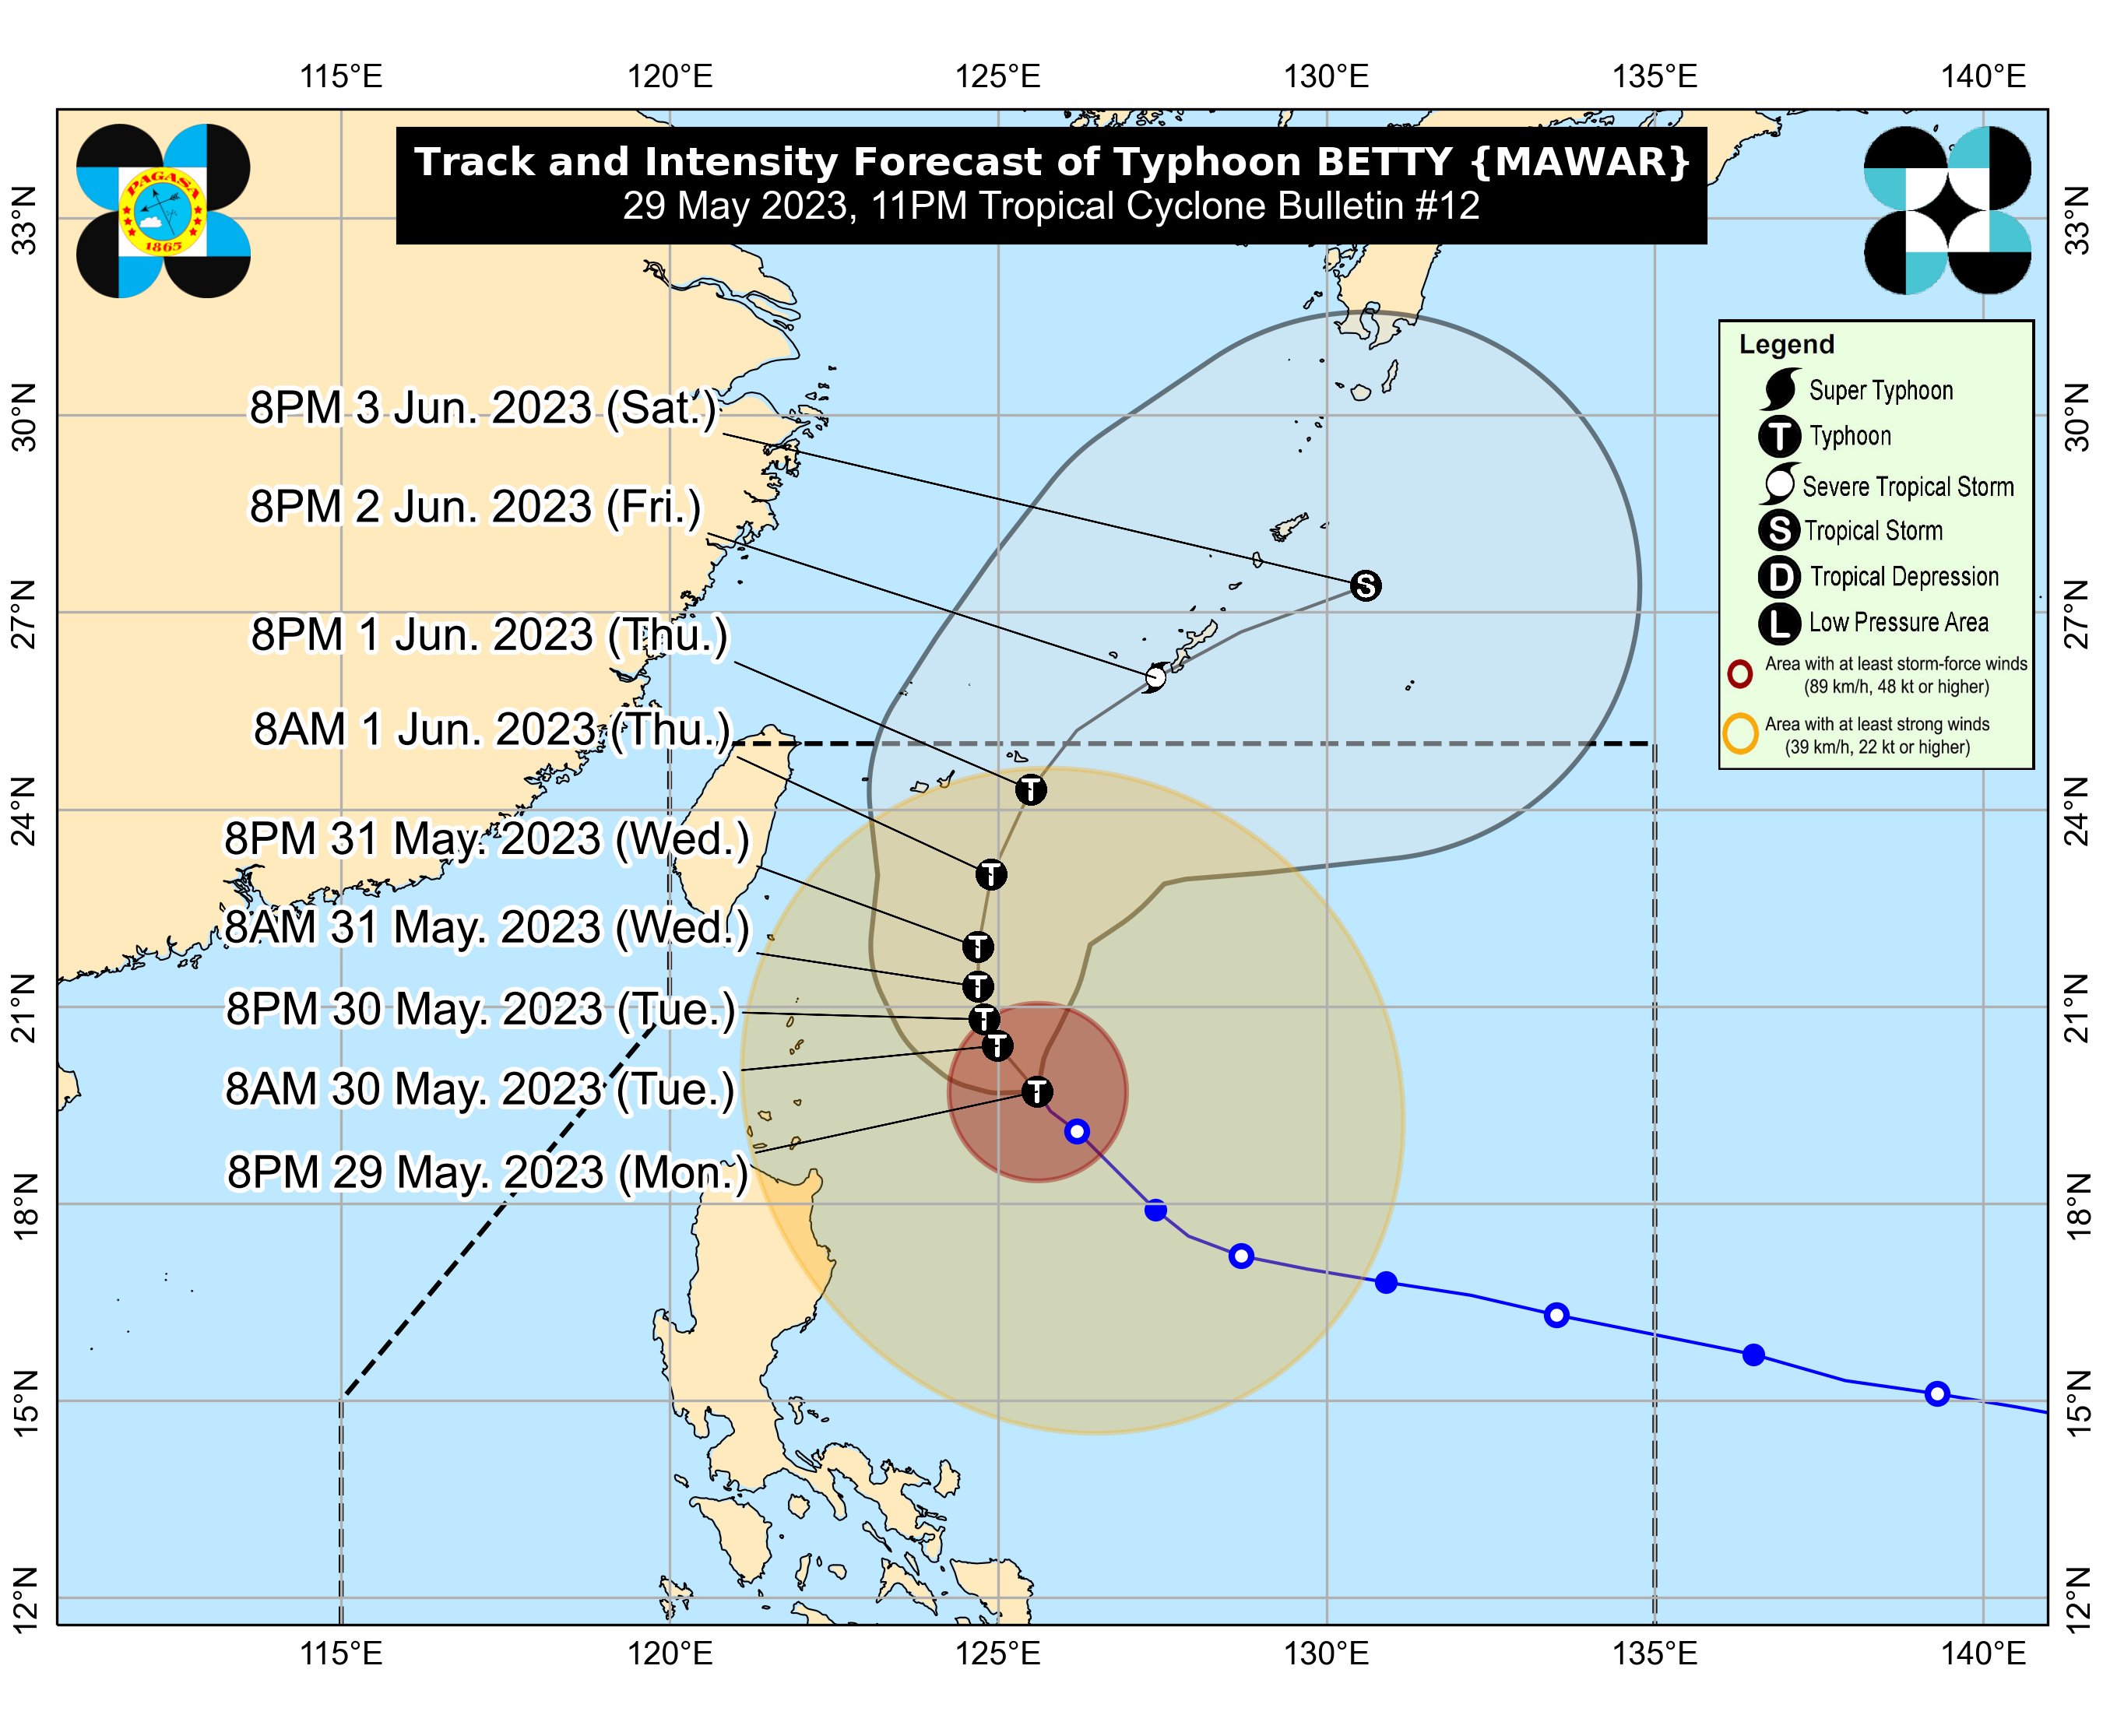 115°E 120°E 125°E 130°E 135°E 140°E
Track and Intensity Forecast of Typhoon BETTY {MAWAR}
29 May 2023, 11PM Tropical Cyclone Bulletin #12
PAGASA
1865
33°N 33°N
Legend
Super Typhoon
T Typhoon
Severe Tropical Storm
S Tropical Storm
D Tropical Depression
L Low Pressure Area
Area with at least storm-force winds
(89 km/h, 48 kt or higher)
Area with at least strong winds
(39 km/h, 22 kt or higher)
30°N 30°N
8PM 3 Jun. 2023 (Sat.)
8PM 2 Jun. 2023 (Fri.)
S
27°N 27°N
8PM 1 Jun. 2023 (Thu.)
8AM 1 Jun. 2023 (Thu.)
T
24°N 24°N
8PM 31 May. 2023 (Wed.)
T
8AM 31 May. 2023 (Wed.)
T
T
21°N 21°N
8PM 30 May. 2023 (Tue.)
T
T
8AM 30 May. 2023 (Tue.)
T
8PM 29 May. 2023 (Mon.)
18°N 18°N
15°N 15°N
12°N 12°N
115°E 120°E 125°E 130°E 135°E 140°E